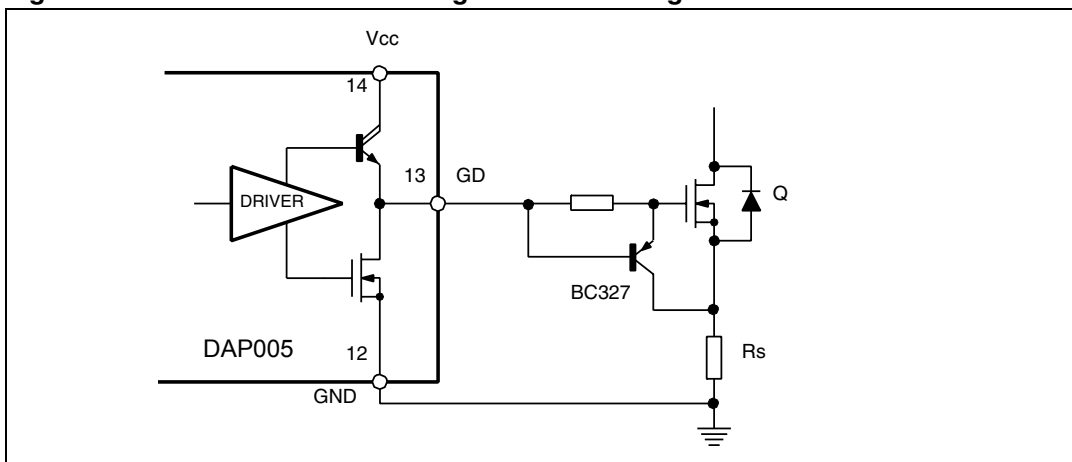 Vcc
14
13 GD
DRIVER
Q
BC327
DAP005
12
Rs
GND